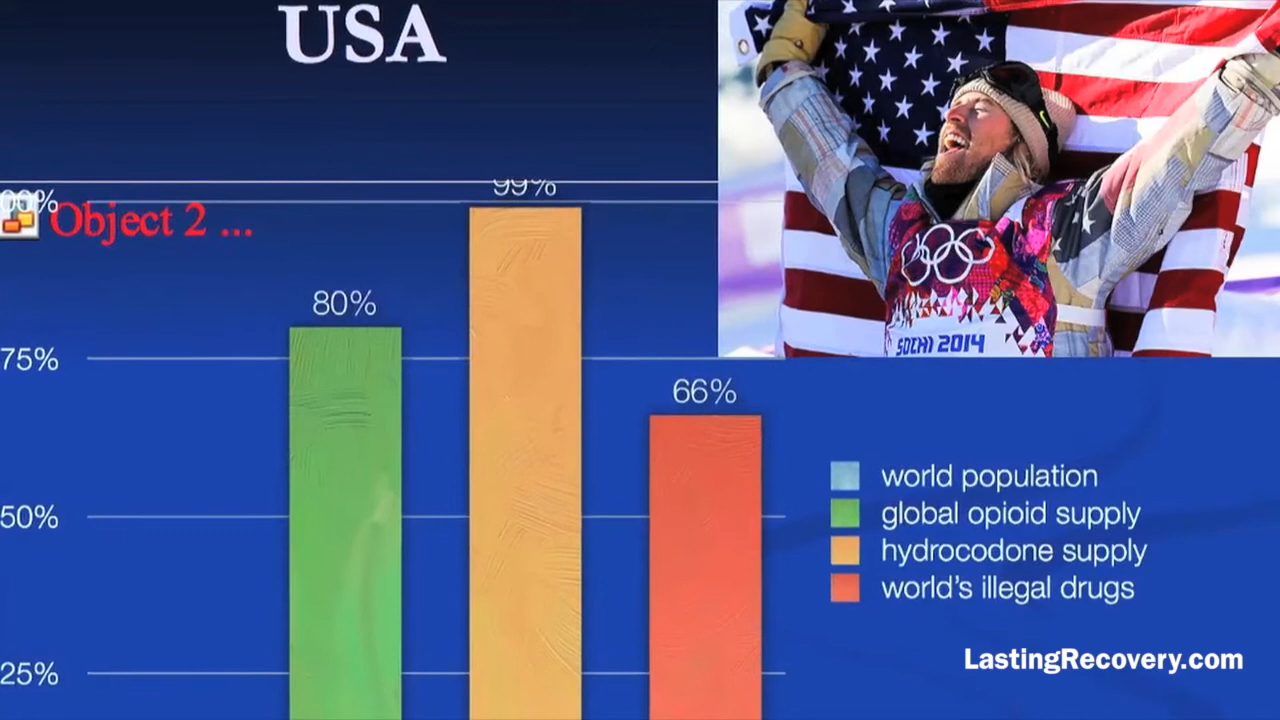 USA
99%
Object 2 ...
80%
75%
66%
50%
25%
world population
global opioid supply
hydrocodone supply
world's illegal drugs
SOCHI 2014
LastingRecovery.com